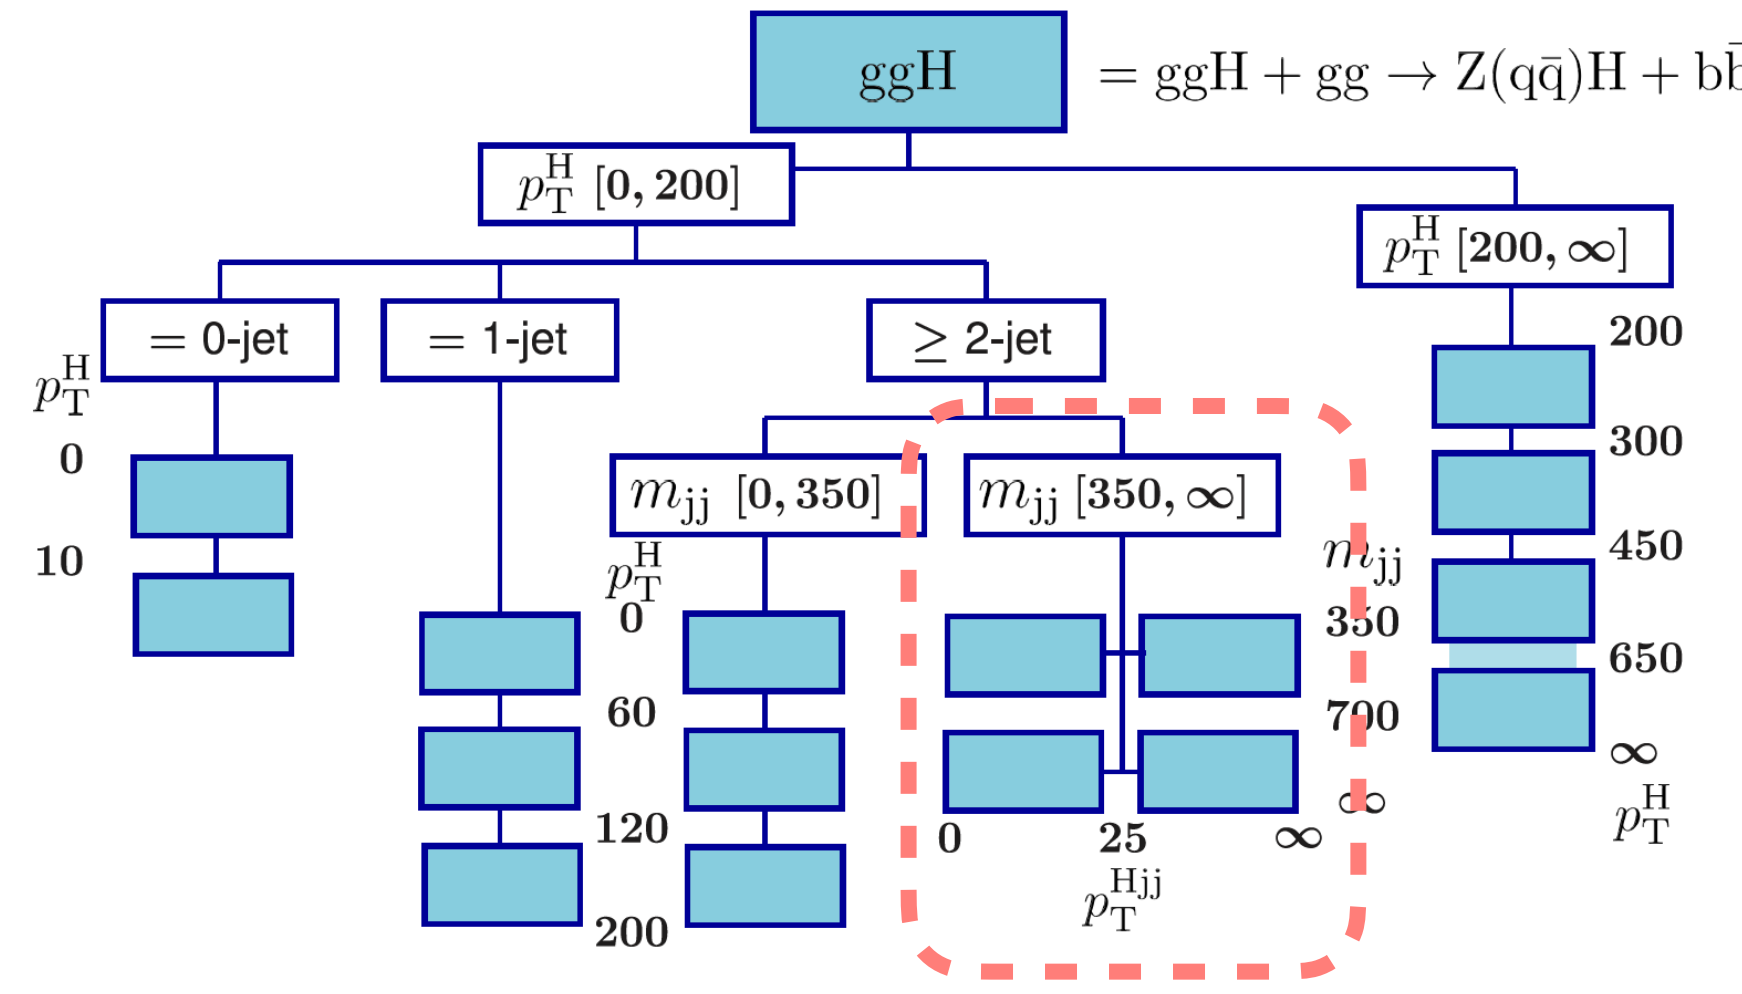 ggH = ggH + gg → Z(qq̄)H + bb̄
p_T^H [0, 200]
p_T^H [200, ∞]
= 0-jet
= 1-jet
≥ 2-jet
p_T^H
0
10
m_jj [0, 350]
m_jj [350, ∞]
p_T^H
0
60
120
200
m_jj
350
700
∞
0 25 ∞
p_T^Hjj
200
300
450
650
∞
p_T^H